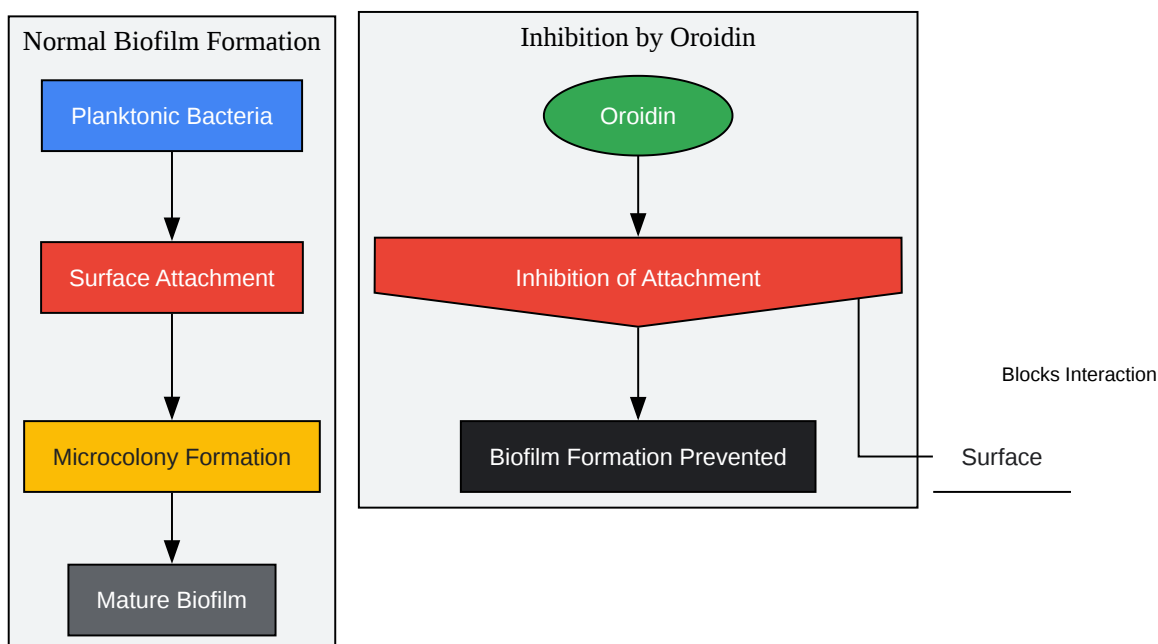 Normal Biofilm Formation
Planktonic Bacteria
Surface Attachment
Microcolony Formation
Mature Biofilm
Inhibition by Oroidin
Oroidin
Inhibition of Attachment
Biofilm Formation Prevented
Blocks Interaction
Surface